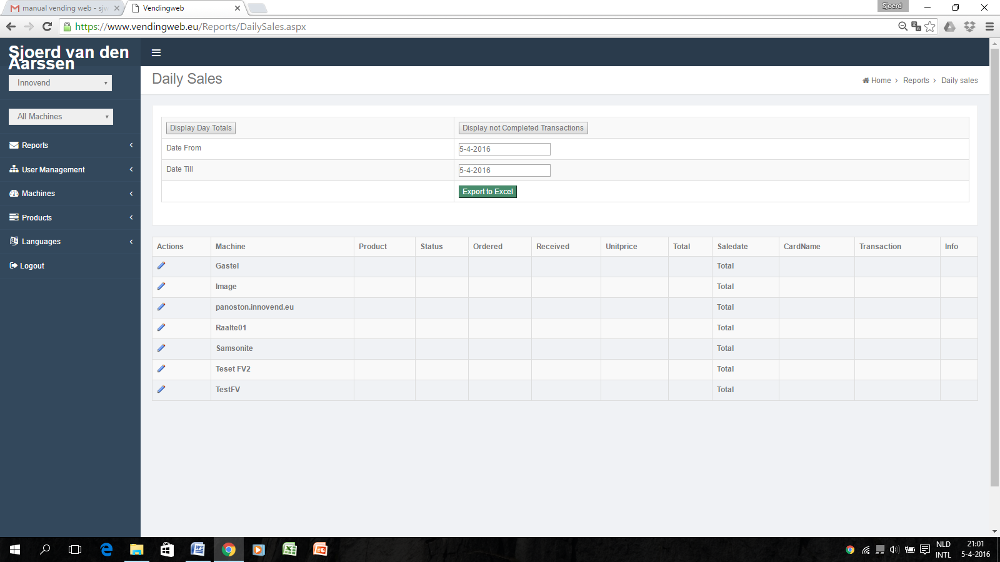 manual vending web - sjw
Vendingweb
Sjoerd
https://www.vendingweb.eu/Reports/DailySales.aspx
Sjoerd van den
Aarssen
Innovend
All Machines
Reports
User Management
Machines
Products
Languages
Logout
Daily Sales
Home > Reports > Daily sales
Display Day Totals
Display not Completed Transactions
Date From
5-4-2016
Date Till
5-4-2016
Export to Excel
Actions Machine Product Status Ordered Received Unitprice Total Saledate CardName Transaction Info
Gastel Total
Image Total
panoston.innovend.eu Total
Raalte01 Total
Samsonite Total
Teset FV2 Total
TestFV Total
NLD
INTL
21:01
5-4-2016